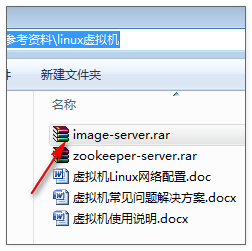 参考资料\linux虚拟机
新建文件夹
名称
image-server.rar
zookeeper-server.rar
虚拟机Linux网络配置.doc
虚拟机常见问题解决方案.docx
虚拟机使用说明.docx